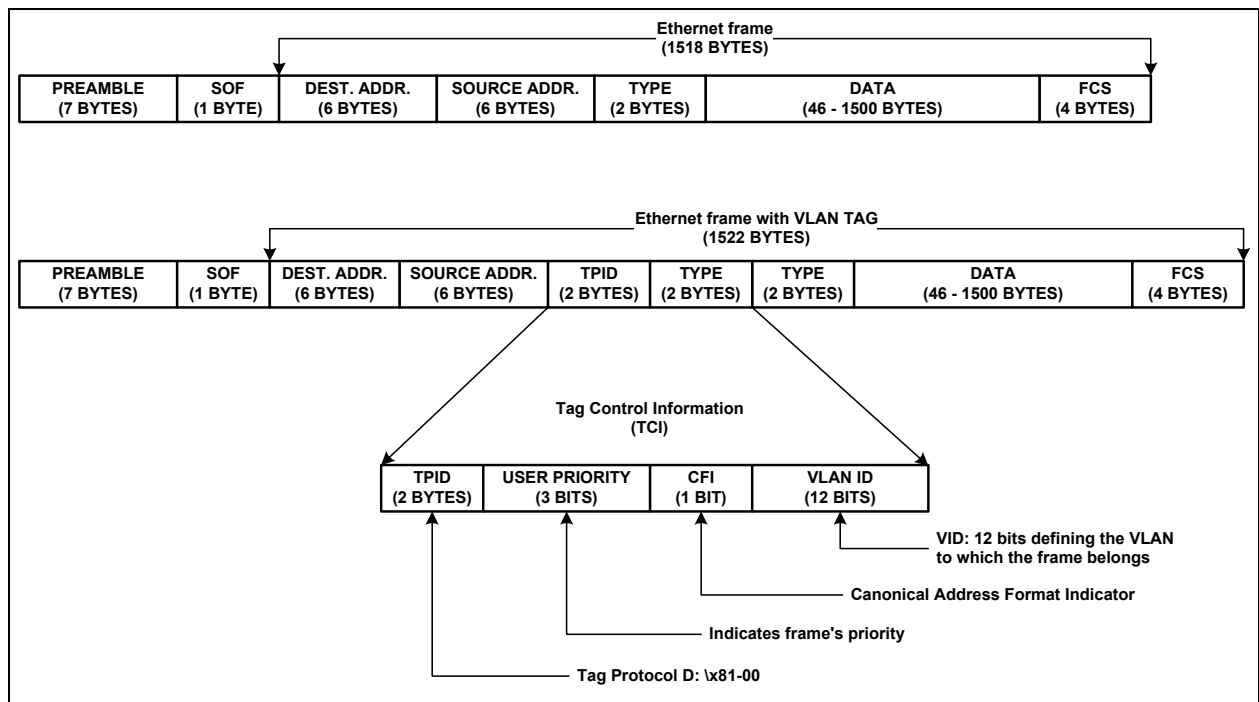 Ethernet frame
(1518 BYTES)
PREAMBLE SOF DEST. ADDR. SOURCE ADDR. TYPE DATA FCS
(7 BYTES) (1 BYTE) (6 BYTES) (6 BYTES) (2 BYTES) (46 - 1500 BYTES) (4 BYTES)
Ethernet frame with VLAN TAG
(1522 BYTES)
PREAMBLE SOF DEST. ADDR. SOURCE ADDR. TPID TYPE TYPE DATA FCS
(7 BYTES) (1 BYTE) (6 BYTES) (6 BYTES) (2 BYTES) (2 BYTES) (2 BYTES) (46 - 1500 BYTES) (4 BYTES)
Tag Control Information
(TCI)
TPID USER PRIORITY CFI VLAN ID
(2 BYTES) (3 BITS) (1 BIT) (12 BITS)
VID: 12 bits defining the VLAN
to which the frame belongs
Canonical Address Format Indicator
Indicates frame's priority
Tag Protocol D: \x81-00